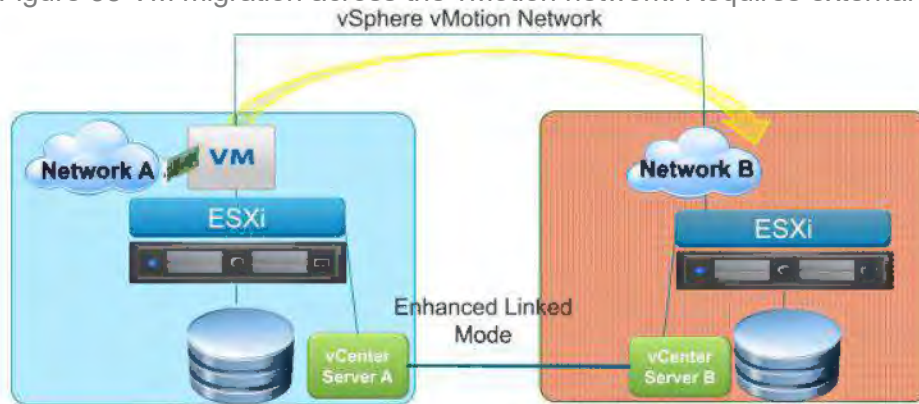 vSphere vMotion Network
Network A
VM
Network B
ESXi
ESXi
Enhanced Linked
Mode
vCenter
Server A
vCenter
Server B